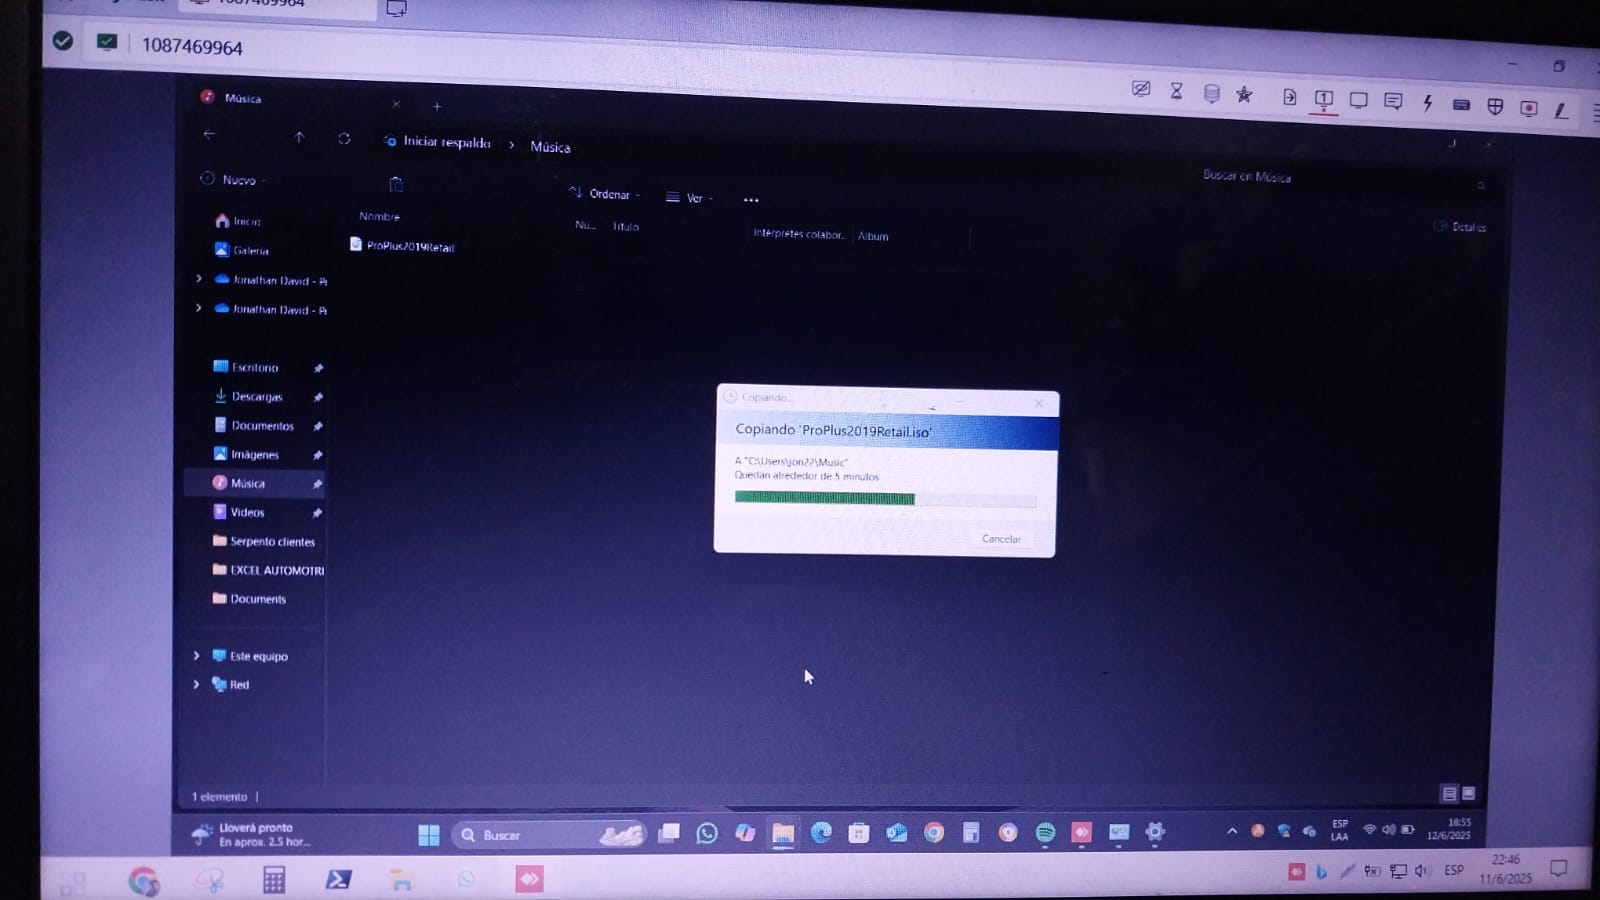 1087469964
Música
Iniciar respaldo > Música
Buscar en Música
Nuevo
Ordenar
Ver
...
Detalles
Nombre
Nu... Título
Intérpretes colabor... Álbum
ProPlus2019Retail
Inicio
Galería
Jonathan David - Pe
Jonathan David - Pe
Escritorio
Descargas
Documentos
Imágenes
Música
Videos
Serpento clientes
EXCEL AUTOMOTRI
Documents
Este equipo
Red
Copiando...
Copiando 'ProPlus2019Retail.iso'
A "C:\Users\jon22\Music"
Quedan alrededor de 5 minutos
Cancelar
1 elemento
Lloverá pronto
En aprox. 2.5 hor...
Buscar
ESP
LAA
18:55
12/6/2025
ESP
22:46
11/6/2025